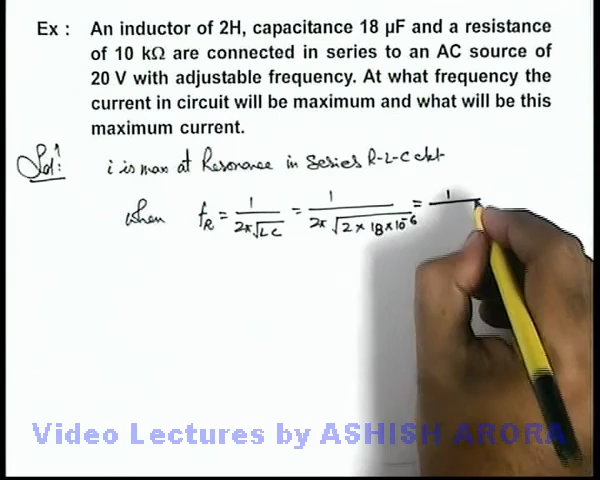 Ex : An inductor of 2H, capacitance 18 μF and a resistance
of 10 kΩ are connected in series to an AC source of
20 V with adjustable frequency. At what frequency the
current in circuit will be maximum and what will be this
maximum current.
Solⁿ: i is max at Resonance in series R-L-C ckt
when f_R = 1/(2π√LC) = 1/(2π√(2×18×10⁻⁶)) = 1
Video Lectures by ASHISH ARORA